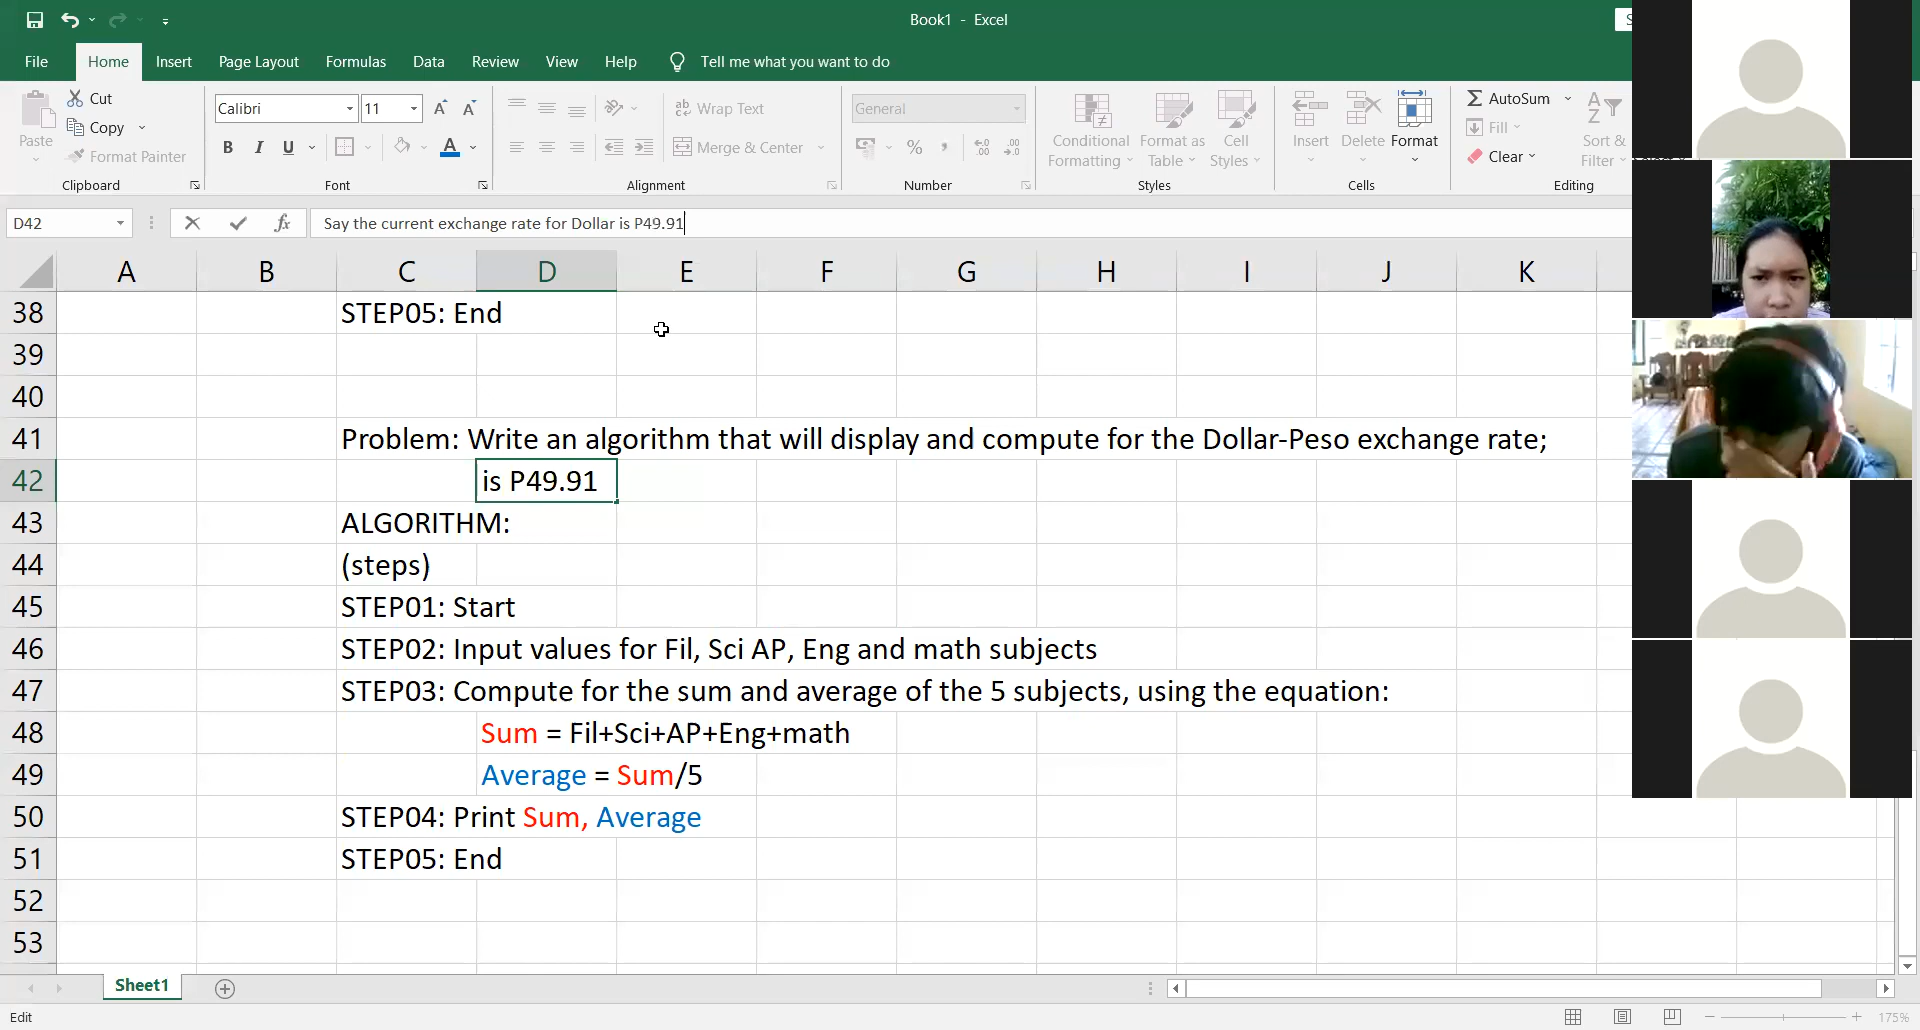 Book1 - Excel
File Home Insert Page Layout Formulas Data Review View Help Tell me what you want to do
Paste
Cut
Copy
Format Painter
Clipboard
Calibri 11
B I U
Font
Wrap Text
Merge & Center
Alignment
General
Number
Conditional Formatting
Format as Table
Cell Styles
Styles
Insert Delete Format
Cells
AutoSum
Fill
Clear
Sort & Filter
Editing
D42 fx Say the current exchange rate for Dollar is P49.91
A B C D E F G H I J K
38 STEP05: End
39
40
41 Problem: Write an algorithm that will display and compute for the Dollar-Peso exchange rate;
42 is P49.91
43 ALGORITHM:
44 (steps)
45 STEP01: Start
46 STEP02: Input values for Fil, Sci AP, Eng and math subjects
47 STEP03: Compute for the sum and average of the 5 subjects, using the equation:
48 Sum = Fil+Sci+AP+Eng+math
49 Average = Sum/5
50 STEP04: Print Sum, Average
51 STEP05: End
52
53
Sheet1
Edit
175%